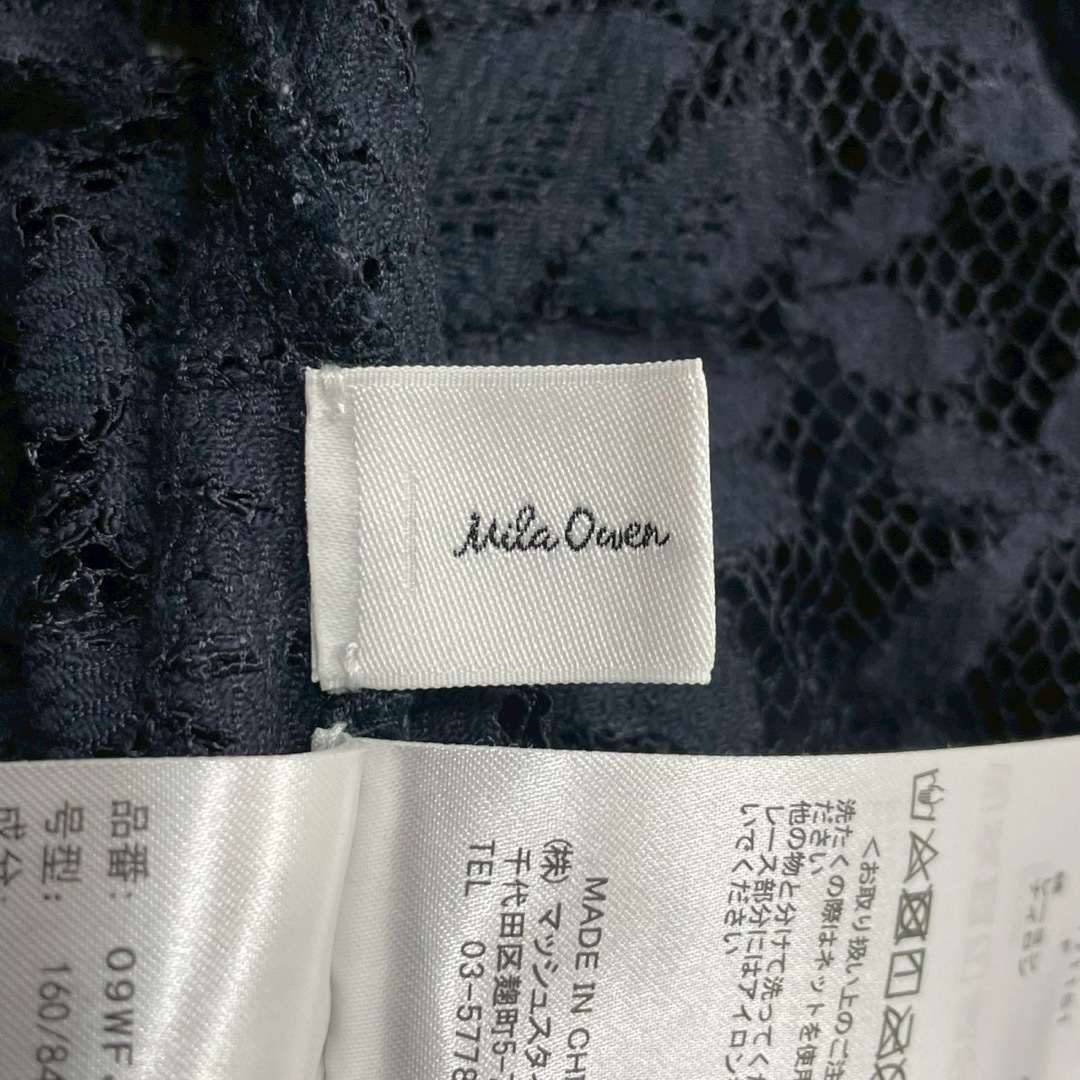 Mila Owen
品番: 09WF
号型: 160/84
成分
MADE IN
(株) マッシュスタ
千代田区麹町5-
TEL 03-5778
<お取り扱い上のご注
洗たくの際はネットを使用
ださい
他の物と分けて洗ってくだ
レース部分にはアイロン
いでください